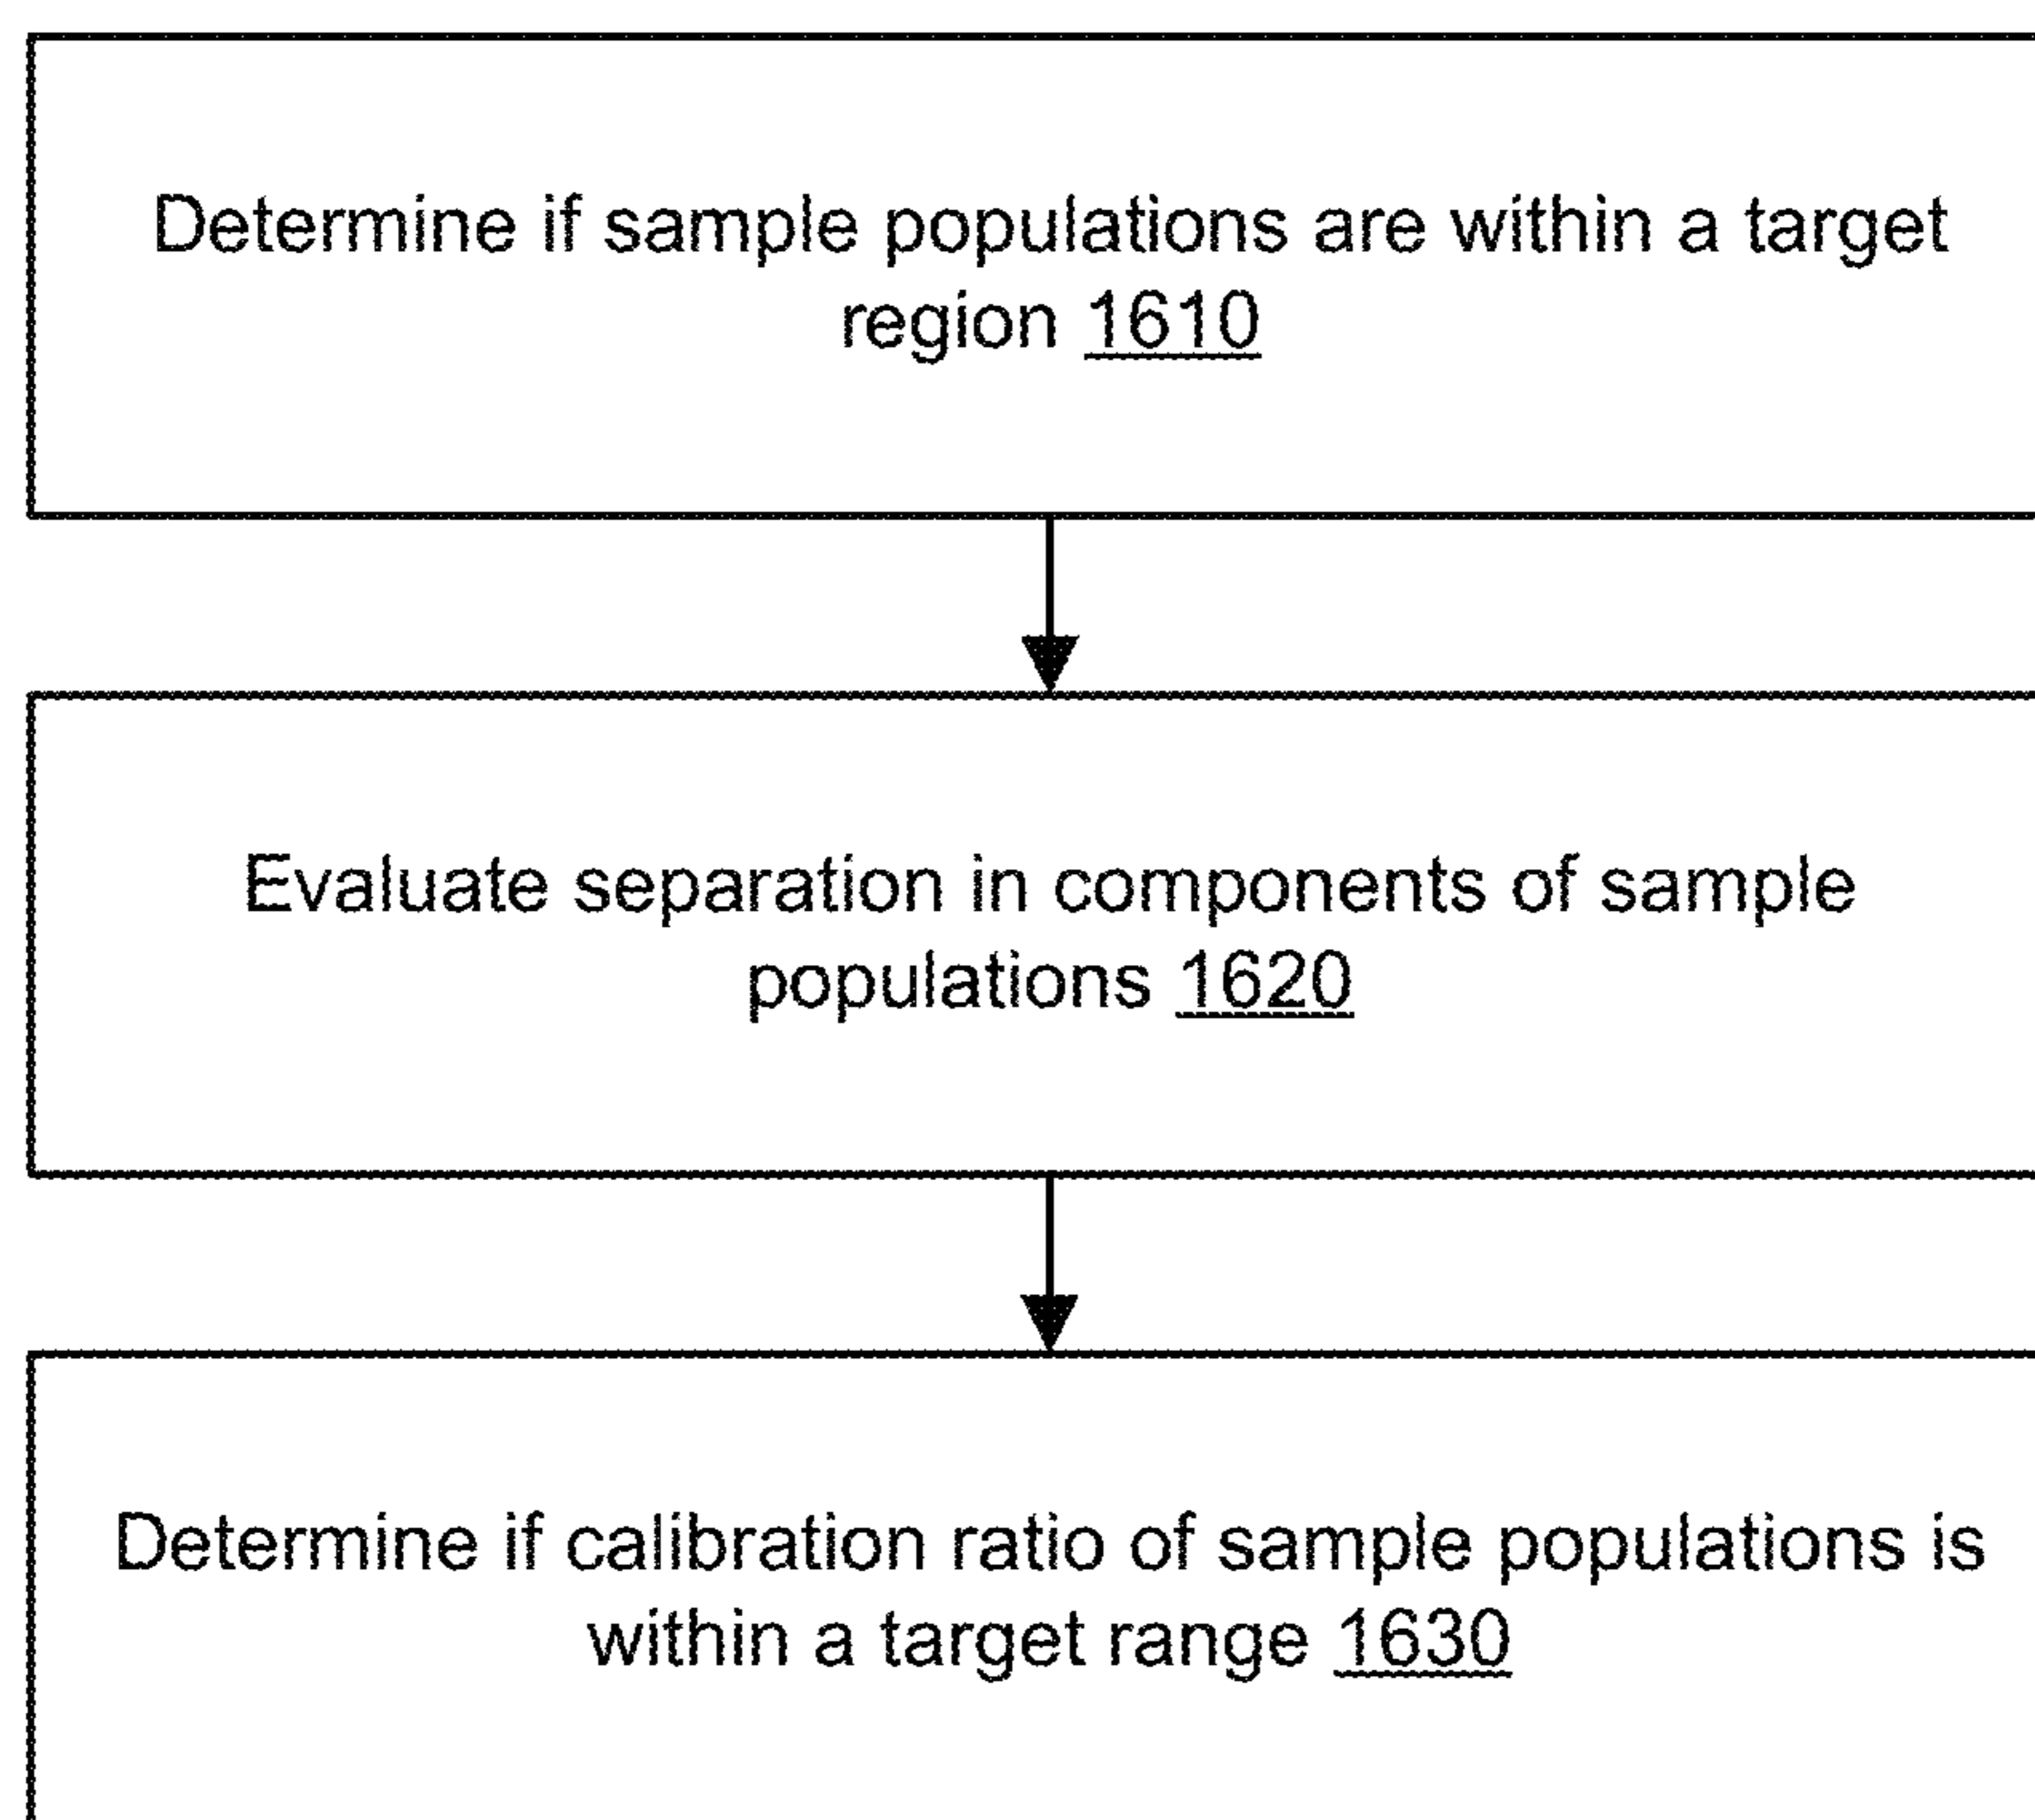 Determine if sample populations are within a target
region 1610
Evaluate separation in components of sample
populations 1620
Determine if calibration ratio of sample populations is
within a target range 1630